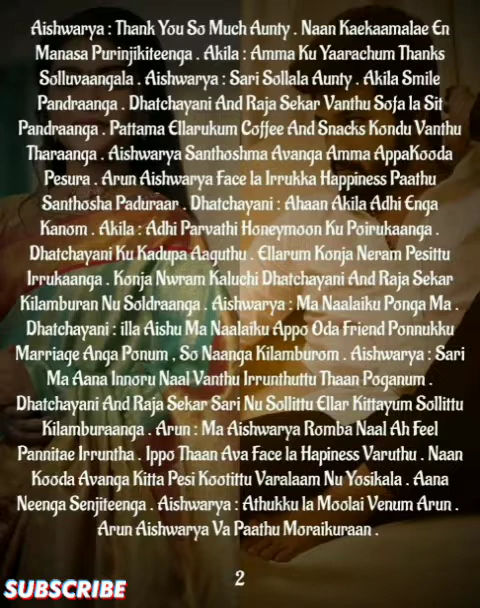 Aishwarya : Thank You So Much Aunty . Naan Kaekaamalae En
Manasa Purinjikiteenga . Akila : Amma Ku Yaarachum Thanks
Solluvaangala . Aishwarya : Sari Sollala Aunty . Akila Smile
Pandraanga . Dhatchayani And Raja Sekar Vanthu Sofa la Sit
Pandraanga . Pattama Ellarukum Coffee And Snacks Kondu Vanthu
Tharaanga . Aishwarya Santhoshma Avanga Amma AppaKooda
Pesura . Arun Aishwarya Face la Irrukka Happiness Paathu
Santhosha Paduraar . Dhatchayani : Ahaan Akila Adhi Enga
Kanom . Akila : Adhi Parvathi Honeymoon Ku Poirukaanga .
Dhatchayani Ku Kadupa Aaguthu . Ellarum Konja Neram Pesittu
Irrukaanga . Konja Nwram Kaluchi Dhatchayani And Raja Sekar
Kilamburan Nu Soldraanga . Aishwarya : Ma Naalaiku Ponga Ma .
Dhatchayani : illa Aishu Ma Naalaiku Appo Oda Friend Ponnukku
Marriage Anga Ponum , So Naanga Kilamburom . Aishwarya : Sari
Ma Aana Innoru Naal Vanthu Irrunthuttu Thaan Poganum .
Dhatchayani And Raja Sekar Sari Nu Sollittu Ellar Kittayum Sollittu
Kilamburaanga . Arun : Ma Aishwarya Romba Naal Ah Feel
Pannitae Irruntha . Ippo Thaan Ava Face la Hapiness Varuthu . Naan
Kooda Avanga Kitta Pesi Kootittu Varalaam Nu Yosikala . Aana
Neenga Senjiteenga . Aishwarya : Athukku la Moolai Venum Arun .
Arun Aishwarya Va Paathu Moraikuraan .
2
SUBSCRIBE